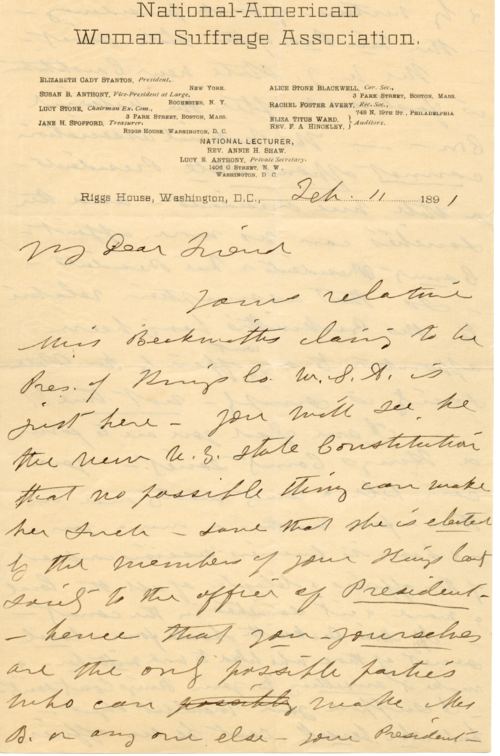 National-American
Woman Suffrage Association.
ELIZABETH CADY STANTON, President,
NEW YORK.
SUSAN B. ANTHONY, Vice-President at Large,
ROCHESTER, N. Y.
LUCY STONE, Chairman Ex. Com.,
3 PARK STREET, BOSTON, MASS.
JANE H. SPOFFORD, Treasurer,
RIGGS HOUSE, WASHINGTON, D. C.
ALICE STONE BLACKWELL, Cor. Sec.,
3 PARK STREET, BOSTON, MASS.
RACHEL FOSTER AVERY, Rec. Sec.,
748 N. 19TH ST., PHILADELPHIA
ELIZA TITUS WARD,
REV. F. A. HINCKLEY, } Auditors.
NATIONAL LECTURER,
REV. ANNIE H. SHAW.
LUCY E. ANTHONY, Private Secretary.
1406 G STREET, N. W.,
WASHINGTON, D. C.
Riggs House, Washington, D.C., Feb. 11 1891
My Dear Friend
Yours relative
Miss Beckwith's claim to be
Pres. of Kings Co. W. S. A. is
just here - you will see by
the new N. Y. State Constitution
that no possible thing can make
her such - save that she is elected
by the members of your Kings
to the office of President -
- hence that you - yourselves
are the only possible parties
who can possibly make Mrs
B. or any one else - your President -